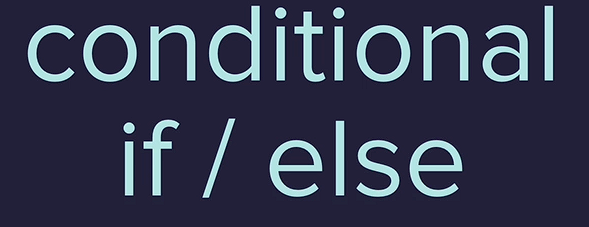 conditional
if / else